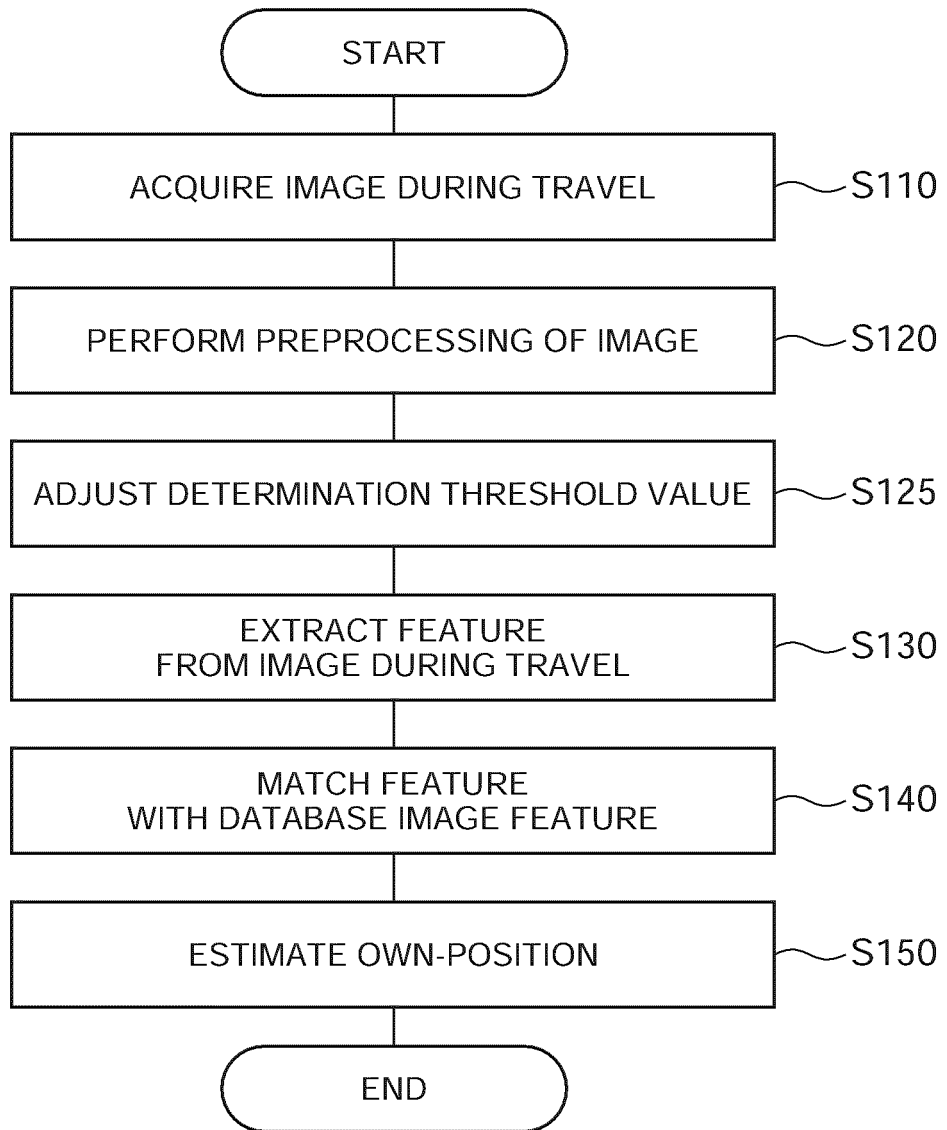 START
ACQUIRE IMAGE DURING TRAVEL
S110
PERFORM PREPROCESSING OF IMAGE
S120
ADJUST DETERMINATION THRESHOLD VALUE
S125
EXTRACT FEATURE
FROM IMAGE DURING TRAVEL
S130
MATCH FEATURE
WITH DATABASE IMAGE FEATURE
S140
ESTIMATE OWN-POSITION
S150
END